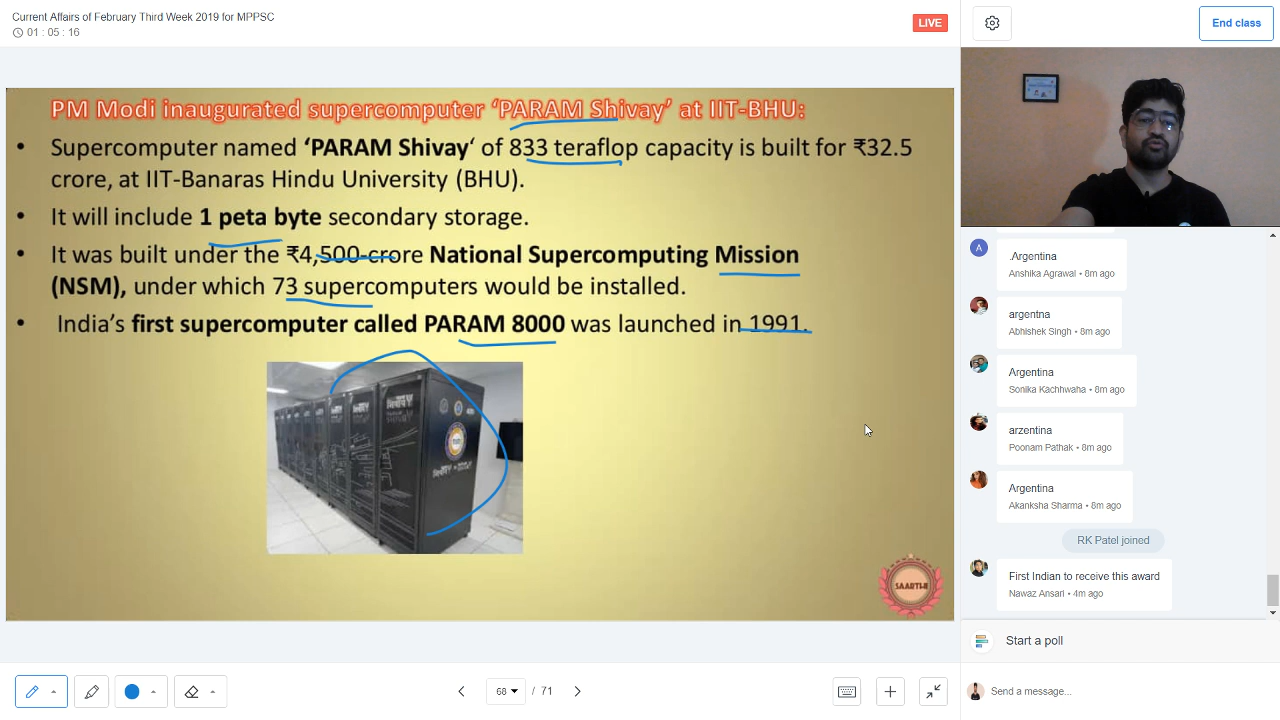 Current Affairs of February Third Week 2019 for MPPSC
01 : 05 : 16
LIVE
End class
PM Modi inaugurated supercomputer ‘PARAM Shivay’ at IIT-BHU:
• Supercomputer named ‘PARAM Shivay‘ of 833 teraflop capacity is built for ₹32.5
crore, at IIT-Banaras Hindu University (BHU).
• It will include 1 peta byte secondary storage.
• It was built under the ₹4,500-crore National Supercomputing Mission
(NSM), under which 73 supercomputers would be installed.
• India’s first supercomputer called PARAM 8000 was launched in 1991.
SAARTHI
A
.Argentina
Anshika Agrawal • 8m ago
argentna
Abhishek Singh • 8m ago
Argentina
Sonika Kachhwaha • 8m ago
arzentina
Poonam Pathak • 8m ago
Argentina
Akanksha Sharma • 8m ago
RK Patel joined
First Indian to receive this award
Nawaz Ansari • 4m ago
Start a poll
Send a message...
68 / 71